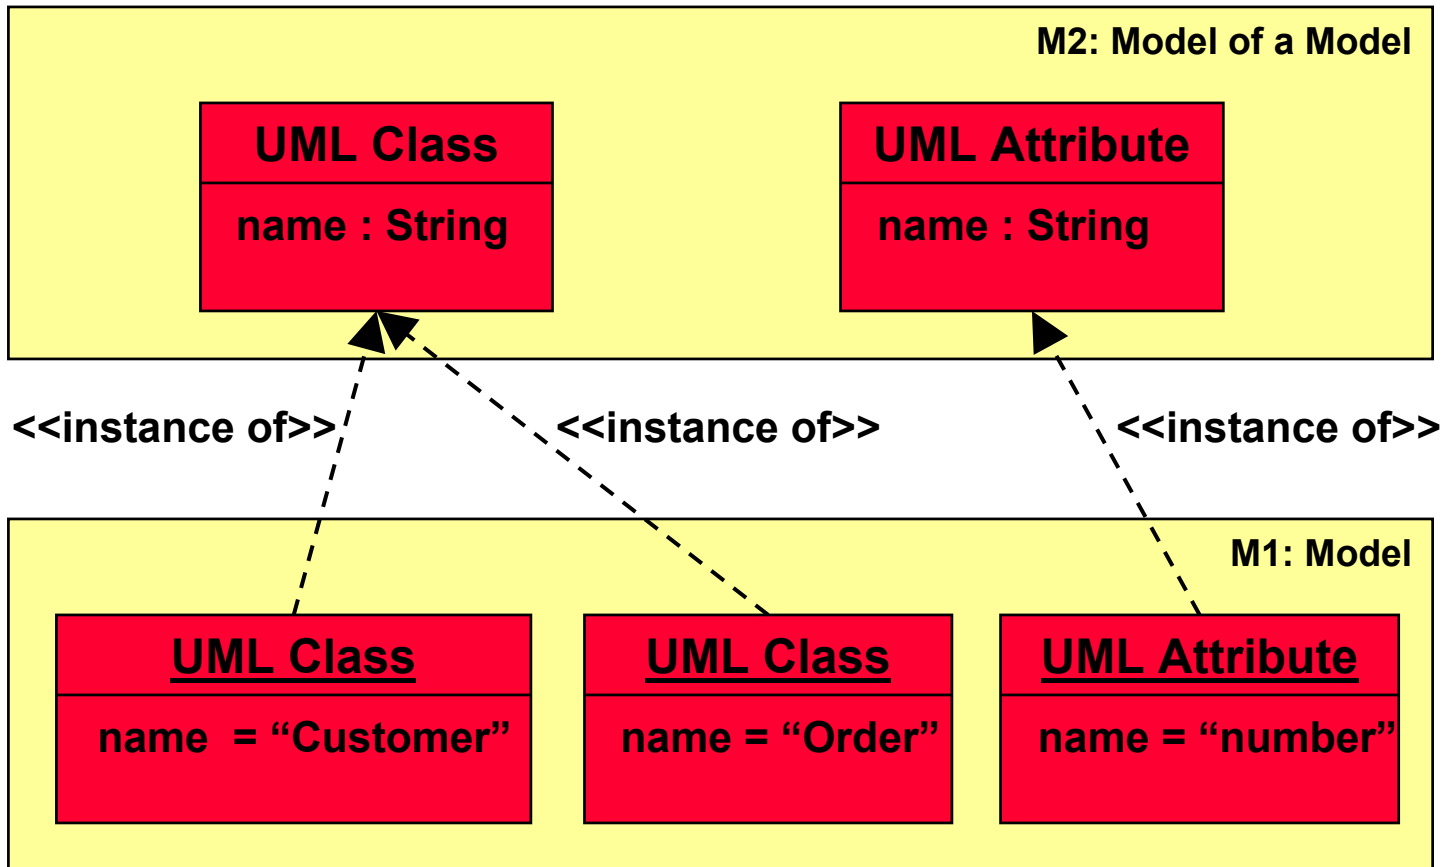 M2: Model of a Model
UML Class
name : String
UML Attribute
name : String
<<instance of>>
<<instance of>>
<<instance of>>
M1: Model
UML Class
name  = “Customer”
UML Class
name = “Order”
UML Attribute
name = “number”